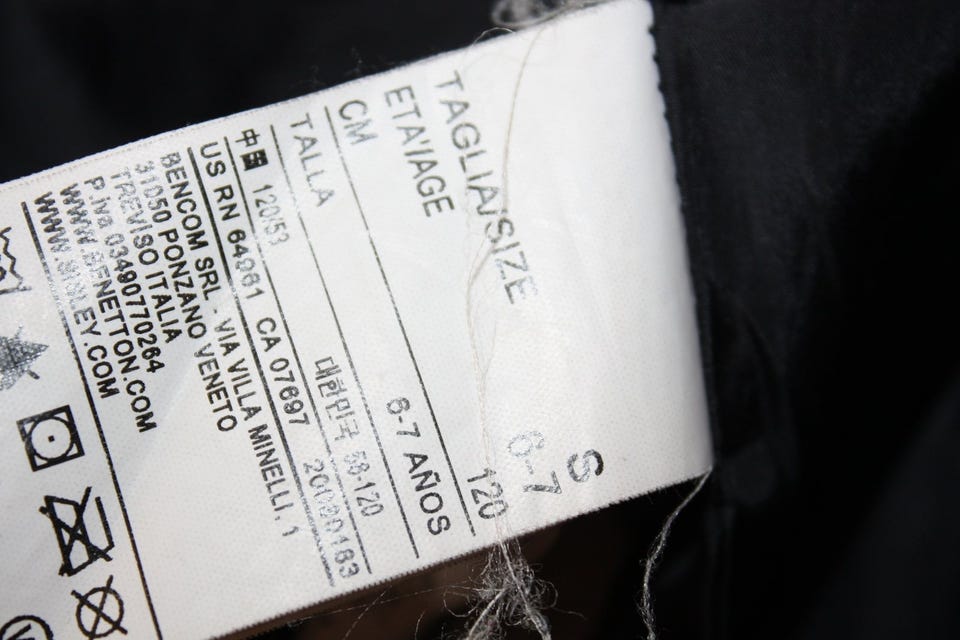 TAGLIA/SIZE S
ETA'/AGE 6-7
CM 120
TALLA 6-7 AÑOS
中国 120/53 대한민국 58-120
US RN 64061 CA 07697
BENCOM SRL - VIA VILLA MINELLI, 1
31050 PONZANO VENETO
TREVISO ITALIA
P.iva 03490770264
WWW.BENETTON.COM
WWW.SISLEY.COM